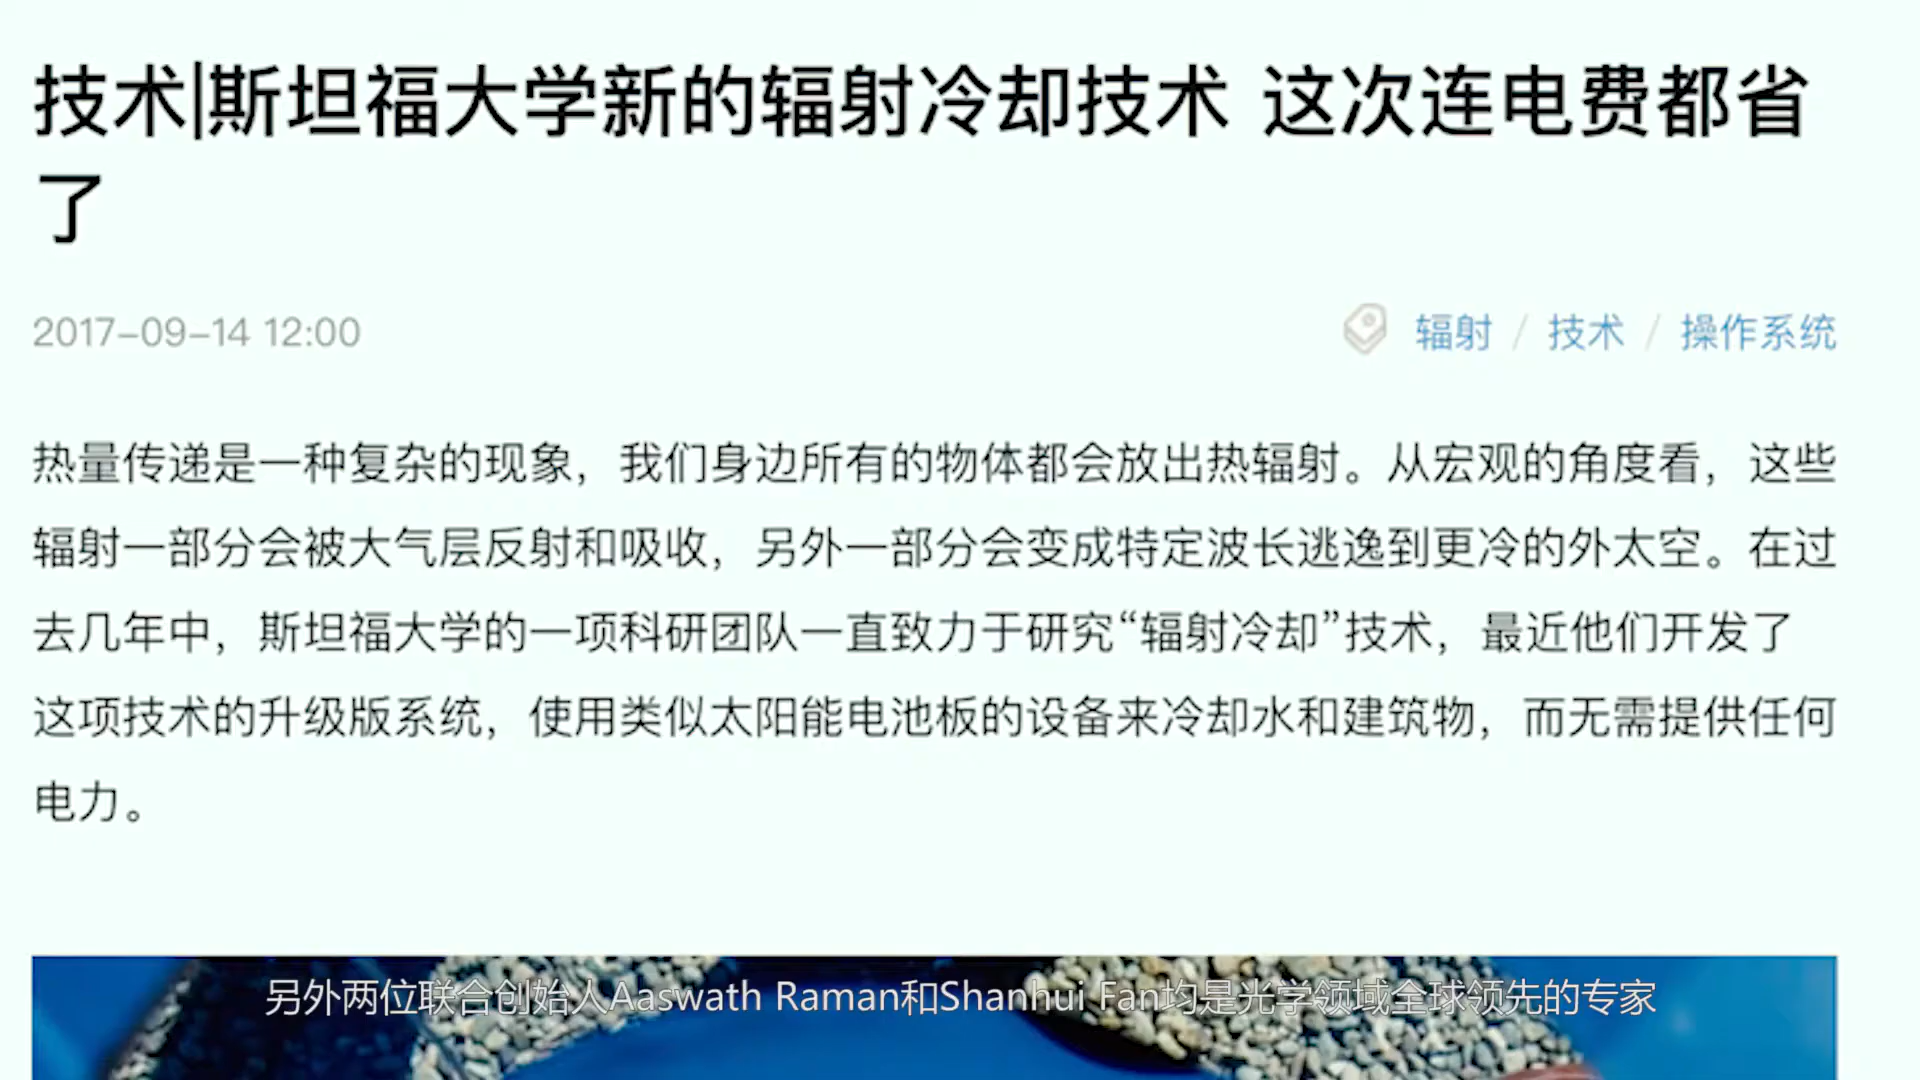 技术|斯坦福大学新的辐射冷却技术 这次连电费都省
了
2017-09-14 12:00
辐射 / 技术 / 操作系统
热量传递是一种复杂的现象，我们身边所有的物体都会放出热辐射。从宏观的角度看，这些
辐射一部分会被大气层反射和吸收，另外一部分会变成特定波长逃逸到更冷的外太空。在过
去几年中，斯坦福大学的一项科研团队一直致力于研究“辐射冷却”技术，最近他们开发了
这项技术的升级版系统，使用类似太阳能电池板的设备来冷却水和建筑物，而无需提供任何
电力。
另外两位联合创始人Aaswath Raman和Shanhui Fan均是光学领域全球领先的专家